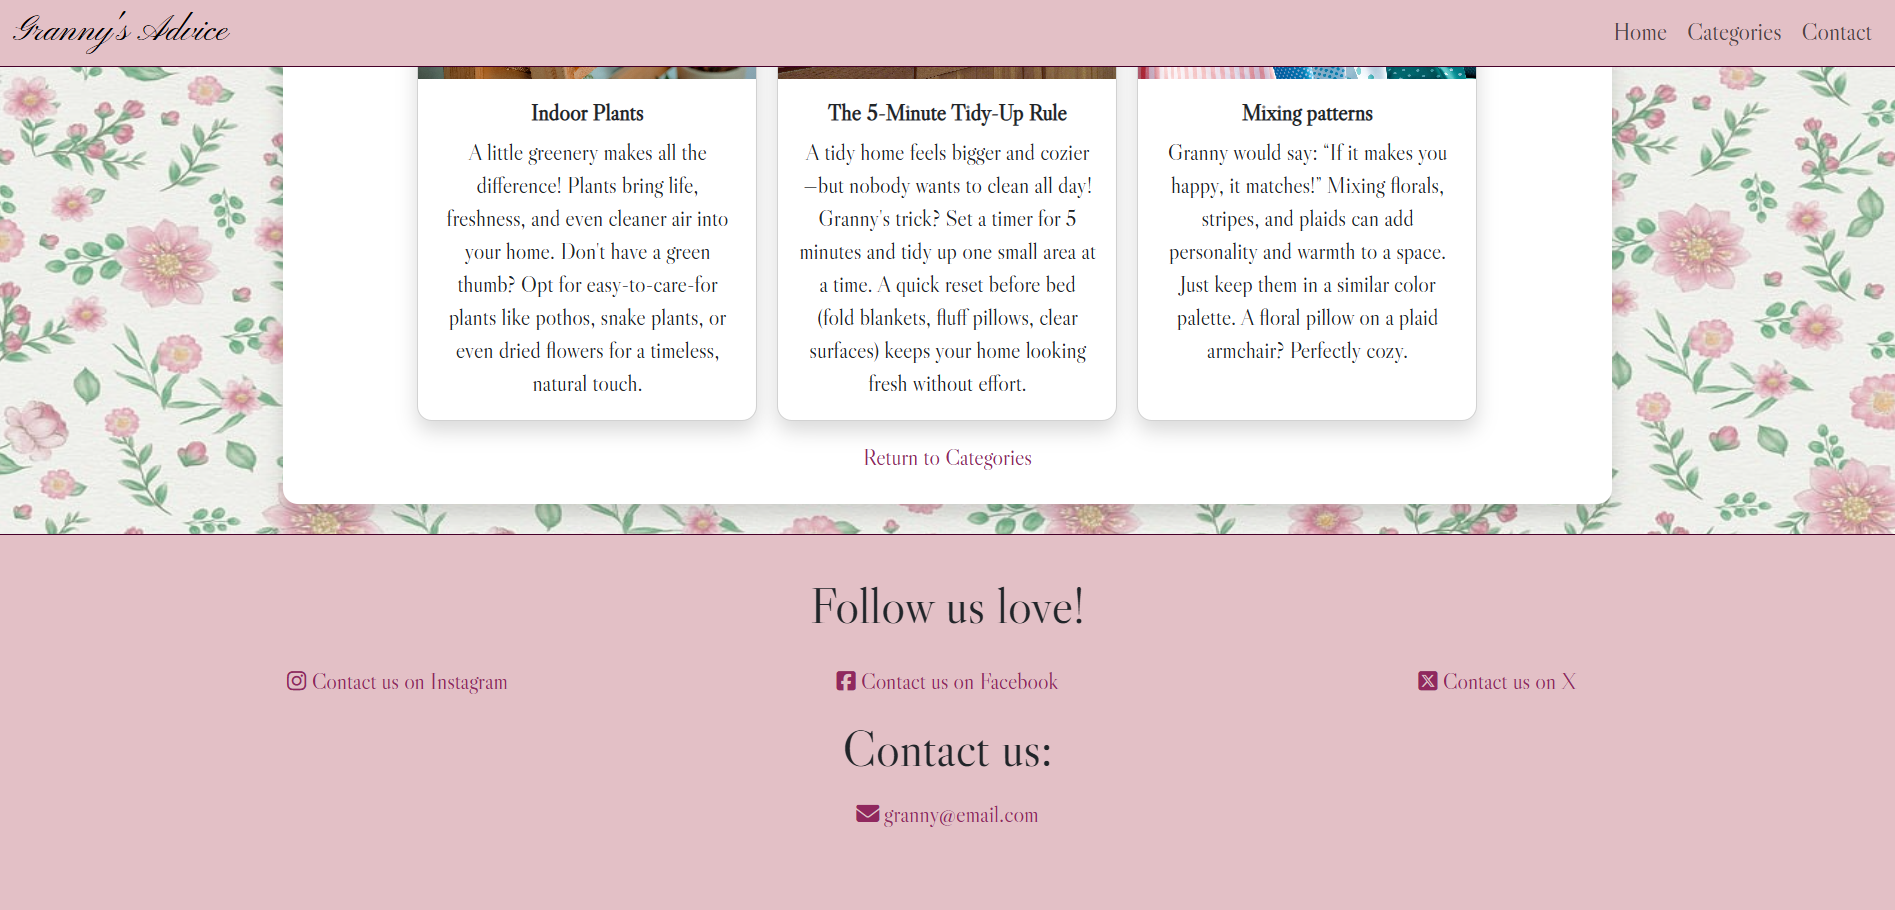 Granny's Advice
Home Categories Contact
Indoor Plants
A little greenery makes all the
difference! Plants bring life,
freshness, and even cleaner air into
your home. Don't have a green
thumb? Opt for easy-to-care-for
plants like pothos, snake plants, or
even dried flowers for a timeless,
natural touch.
The 5-Minute Tidy-Up Rule
A tidy home feels bigger and cozier
—but nobody wants to clean all day!
Granny's trick? Set a timer for 5
minutes and tidy up one small area at
a time. A quick reset before bed
(fold blankets, fluff pillows, clear
surfaces) keeps your home looking
fresh without effort.
Mixing patterns
Granny would say: “If it makes you
happy, it matches!” Mixing florals,
stripes, and plaids can add
personality and warmth to a space.
Just keep them in a similar color
palette. A floral pillow on a plaid
armchair? Perfectly cozy.
Return to Categories
Follow us love!
Contact us on Instagram
Contact us on Facebook
Contact us on X
Contact us:
granny@email.com